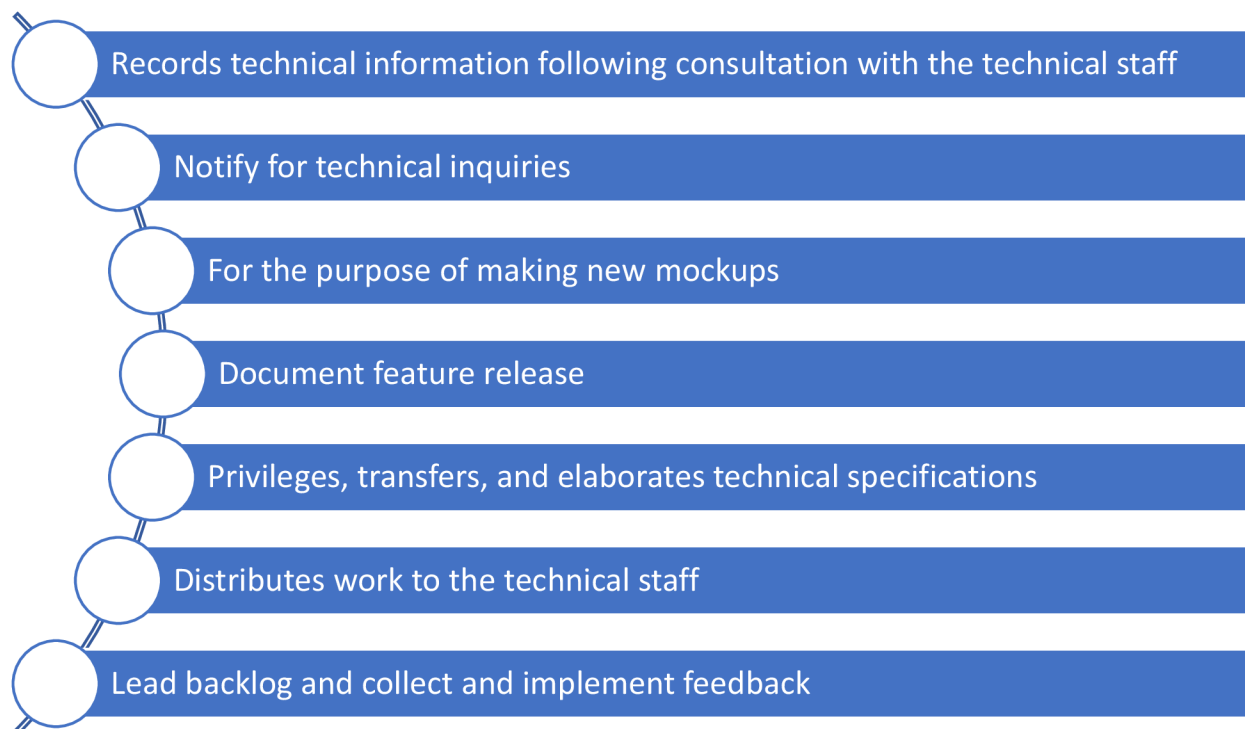 Records technical information following consultation with the technical staff
Notify for technical inquiries
For the purpose of making new mockups
Document feature release
Privileges, transfers, and elaborates technical specifications
Distributes work to the technical staff
Lead backlog and collect and implement feedback